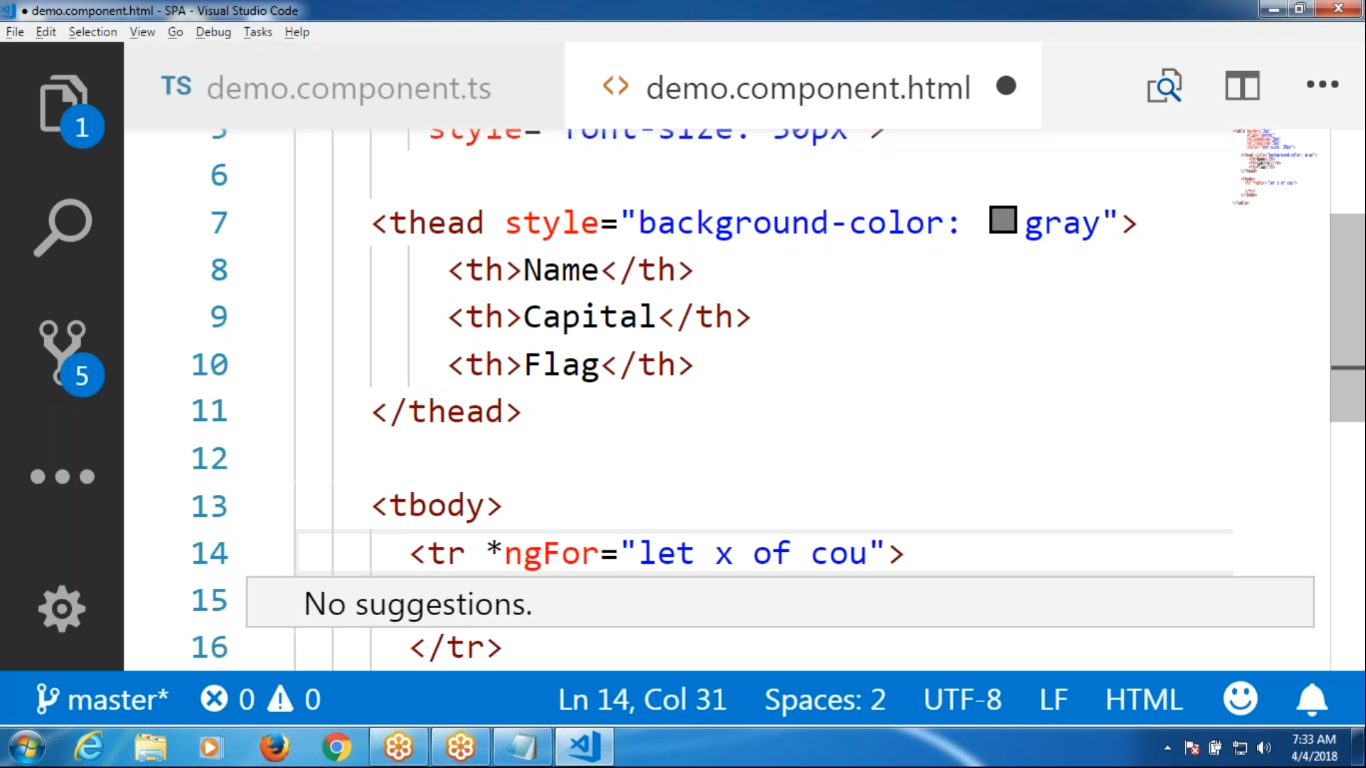 ● demo.component.html - SPA - Visual Studio Code
File Edit Selection View Go Debug Tasks Help
TS demo.component.ts <> demo.component.html ●
1
5 style="font-size: 30px">
6
7 <thead style="background-color: gray">
8 <th>Name</th>
9 <th>Capital</th>
10 <th>Flag</th>
11 </thead>
12
13 <tbody>
14 <tr *ngFor="let x of cou">
15 No suggestions.
16 </tr>
5
master* 0 0 Ln 14, Col 31 Spaces: 2 UTF-8 LF HTML
7:33 AM
4/4/2018